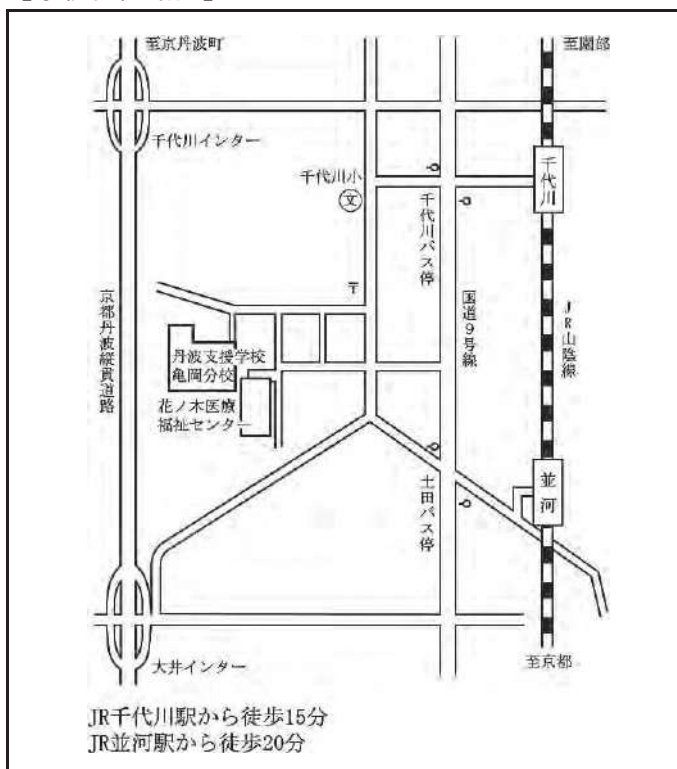 至京丹波町
至園部
千代川インター
千代川小
文
千代川
千代川バス停
〒
京都丹波縦貫道路
国道9号線
JR山陰線
丹波支援学校
亀岡分校
花ノ木医療
福祉センター
土田バス停
並河
大井インター
至京都
JR千代川駅から徒歩15分
JR並河駅から徒歩20分